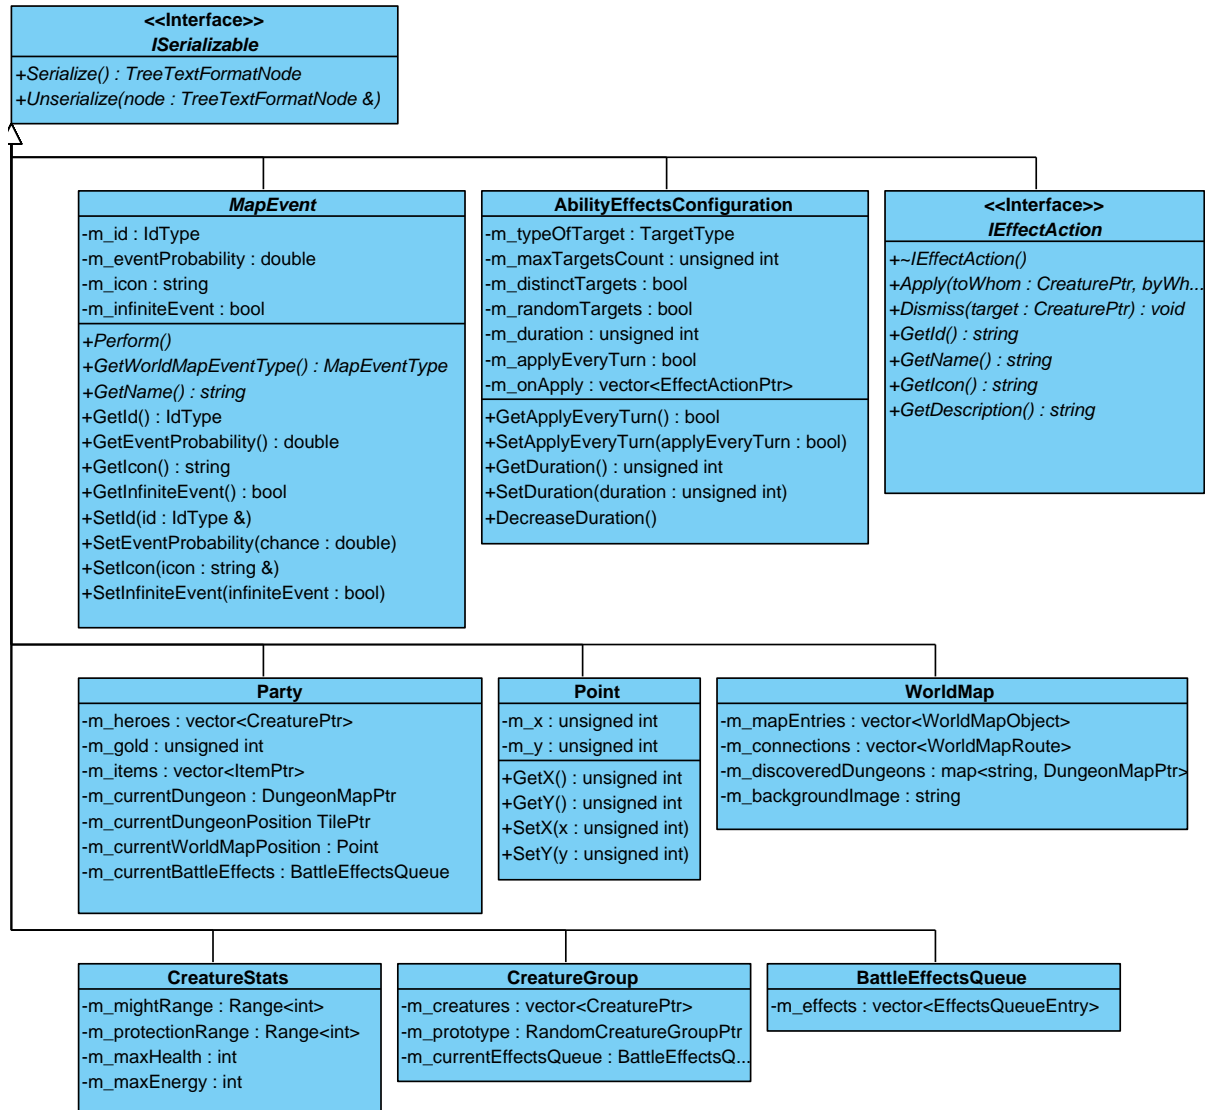 <<Interface>>
ISerializable
+Serialize() : TreeTextFormatNode
+Unserialize(node : TreeTextFormatNode &)
MapEvent
-m_id : IdType
-m_eventProbability : double
-m_icon : string
-m_infiniteEvent : bool
+Perform()
+GetWorldMapEventType() : MapEventType
+GetName() : string
+GetId() : IdType
+GetEventProbability() : double
+GetIcon() : string
+GetInfiniteEvent() : bool
+SetId(id : IdType &)
+SetEventProbability(chance : double)
+SetIcon(icon : string &)
+SetInfiniteEvent(infiniteEvent : bool)
AbilityEffectsConfiguration
-m_typeOfTarget : TargetType
-m_maxTargetsCount : unsigned int
-m_distinctTargets : bool
-m_randomTargets : bool
-m_duration : unsigned int
-m_applyEveryTurn : bool
-m_onApply : vector<EffectActionPtr>
+GetApplyEveryTurn() : bool
+SetApplyEveryTurn(applyEveryTurn : bool)
+GetDuration() : unsigned int
+SetDuration(duration : unsigned int)
+DecreaseDuration()
<<Interface>>
IEffectAction
+~IEffectAction()
+Apply(toWhom : CreaturePtr, byWh...
+Dismiss(target : CreaturePtr) : void
+GetId() : string
+GetName() : string
+GetIcon() : string
+GetDescription() : string
Party
-m_heroes : vector<CreaturePtr>
-m_gold : unsigned int
-m_items : vector<ItemPtr>
-m_currentDungeon : DungeonMapPtr
-m_currentDungeonPosition TilePtr
-m_currentWorldMapPosition : Point
-m_currentBattleEffects : BattleEffectsQueue
Point
-m_x : unsigned int
-m_y : unsigned int
+GetX() : unsigned int
+GetY() : unsigned int
+SetX(x : unsigned int)
+SetY(y : unsigned int)
WorldMap
-m_mapEntries : vector<WorldMapObject>
-m_connections : vector<WorldMapRoute>
-m_discoveredDungeons : map<string, DungeonMapPtr>
-m_backgroundImage : string
CreatureStats
-m_mightRange : Range<int>
-m_protectionRange : Range<int>
-m_maxHealth : int
-m_maxEnergy : int
CreatureGroup
-m_creatures : vector<CreaturePtr>
-m_prototype : RandomCreatureGroupPtr
-m_currentEffectsQueue : BattleEffectsQ...
BattleEffectsQueue
-m_effects : vector<EffectsQueueEntry>